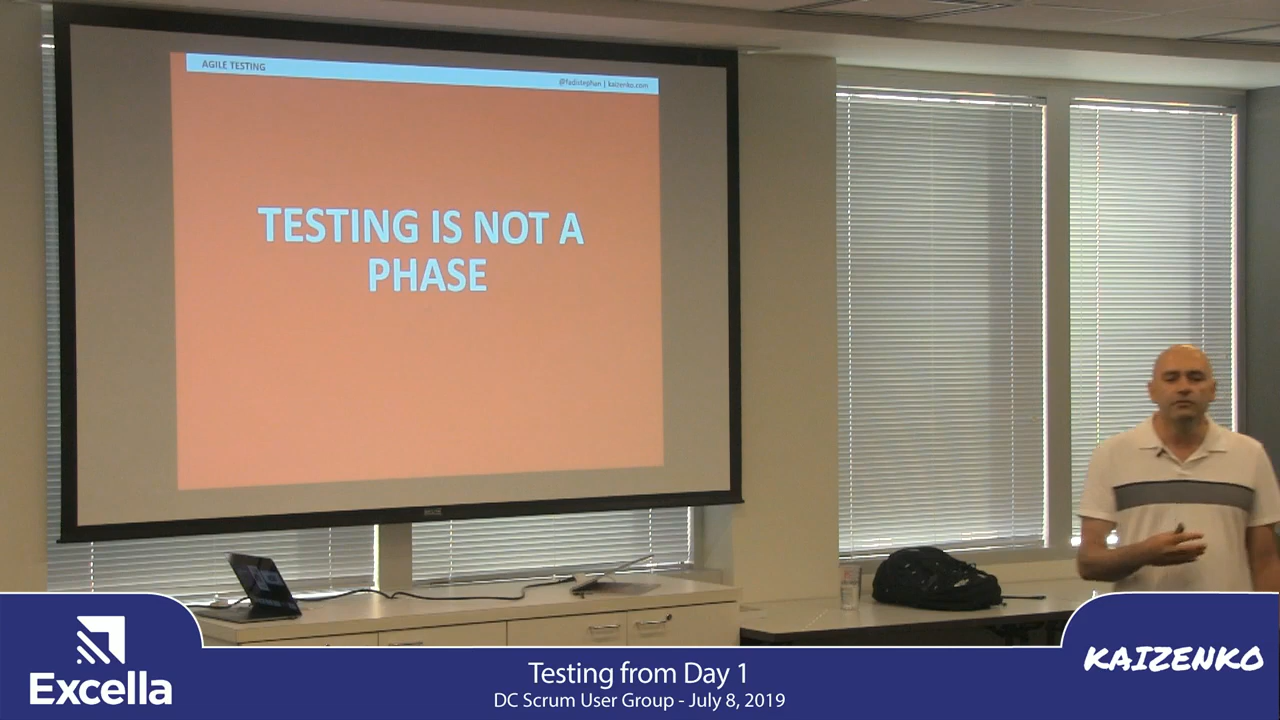 AGILE TESTING
@fadistephan | kaizenko.com
TESTING IS NOT A
PHASE
Excella
Testing from Day 1
DC Scrum User Group - July 8, 2019
KAIZENKO